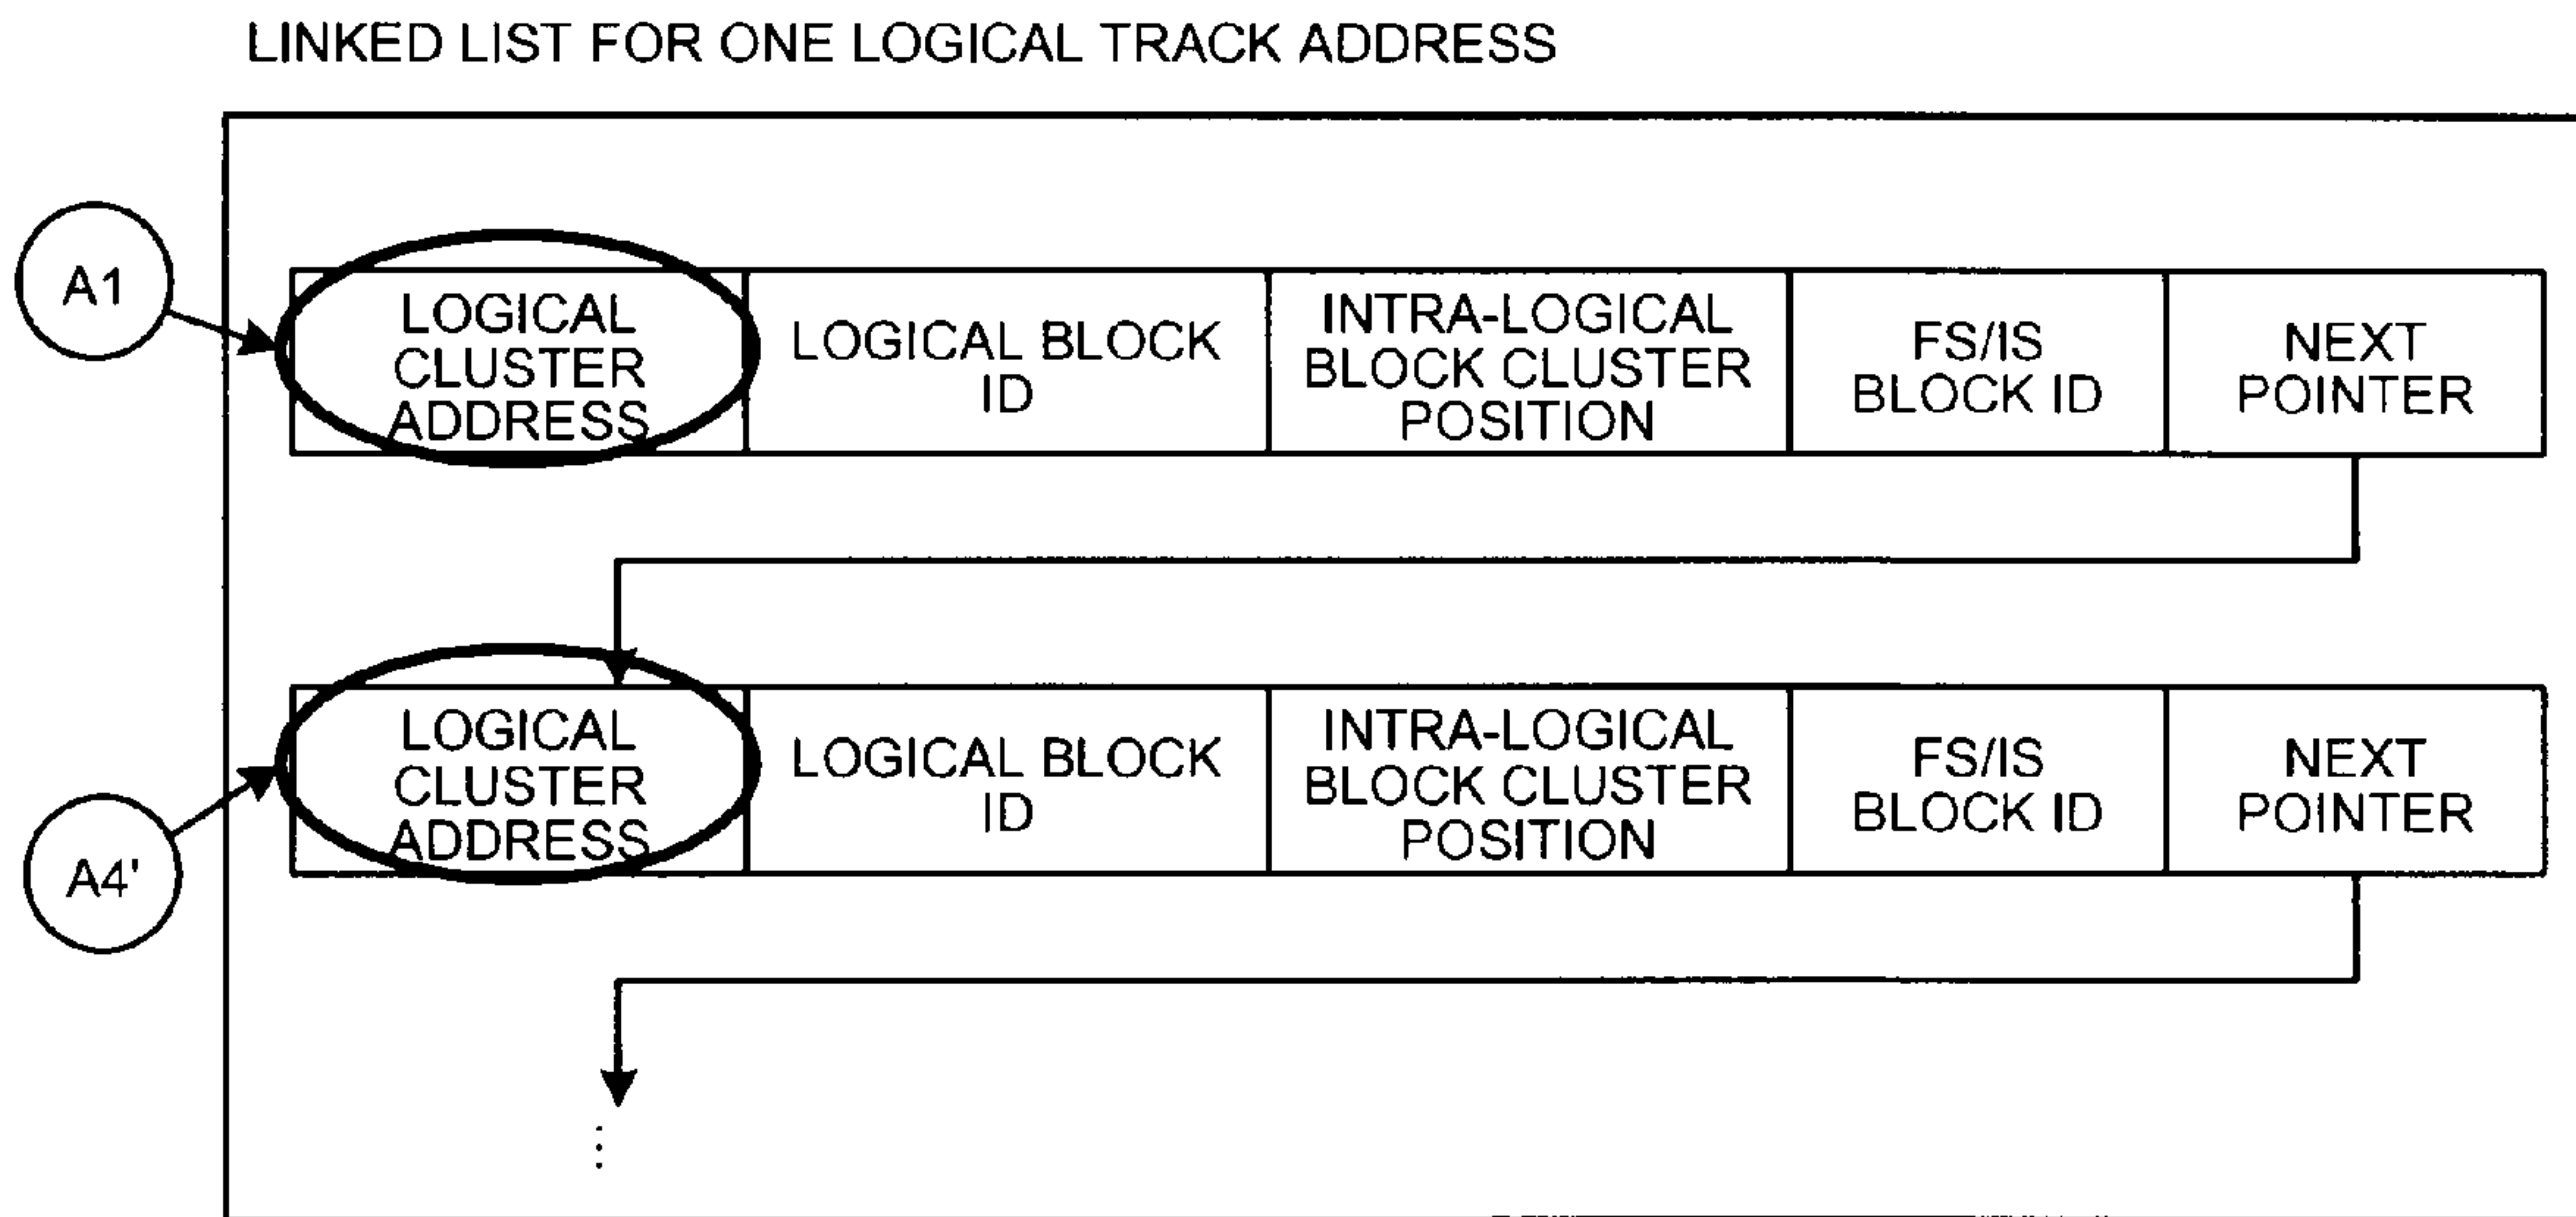 LINKED LIST FOR ONE LOGICAL TRACK ADDRESS
A1
LOGICAL
CLUSTER
ADDRESS
LOGICAL BLOCK
ID
INTRA-LOGICAL
BLOCK CLUSTER
POSITION
FS/IS
BLOCK ID
NEXT
POINTER
A4'
LOGICAL
CLUSTER
ADDRESS
LOGICAL BLOCK
ID
INTRA-LOGICAL
BLOCK CLUSTER
POSITION
FS/IS
BLOCK ID
NEXT
POINTER
⋮